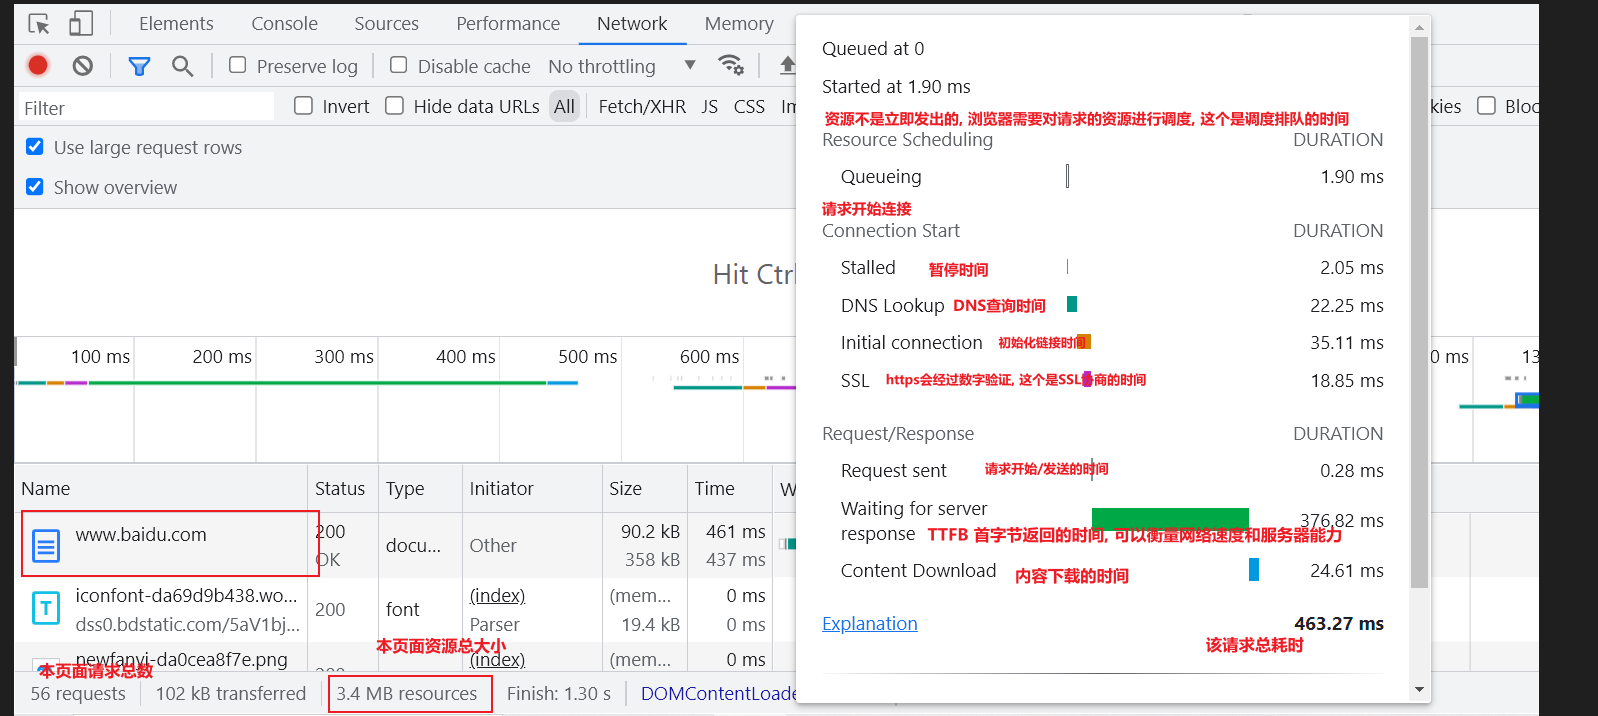 Elements Console Sources Performance Network Memory
Preserve log Disable cache No throttling
Filter Invert Hide data URLs All Fetch/XHR JS CSS Im kies Bloc
Use large request rows
Show overview
Hit Ctrl
100 ms 200 ms 300 ms 400 ms 500 ms 600 ms 0 ms 13
Name Status Type Initiator Size Time W
www.baidu.com 200 OK docu... Other 90.2 kB 358 kB 461 ms 437 ms
iconfont-da69d9b438.wo... 200 font (index) (mem... 0 ms
dss0.bdstatic.com/5aV1bj... Parser 19.4 kB 0 ms
本页面资源总大小
newfanyi-da0cea8f7e.png 200 (index) (mem... 0 ms
本页面请求总数
56 requests 102 kB transferred 3.4 MB resources Finish: 1.30 s DOMContentLoade
Queued at 0
Started at 1.90 ms
资源不是立即发出的, 浏览器需要对请求的资源进行调度, 这个是调度排队的时间
Resource Scheduling DURATION
Queueing 1.90 ms
请求开始连接
Connection Start DURATION
Stalled 暂停时间 2.05 ms
DNS Lookup DNS查询时间 22.25 ms
Initial connection 初始化链接时间 35.11 ms
SSL https会经过数字验证, 这个是SSL协商的时间 18.85 ms
Request/Response DURATION
Request sent 请求开始/发送的时间 0.28 ms
Waiting for server
response 376.82 ms
TTFB 首字节返回的时间, 可以衡量网络速度和服务器能力
Content Download 内容下载的时间 24.61 ms
Explanation 463.27 ms
该请求总耗时